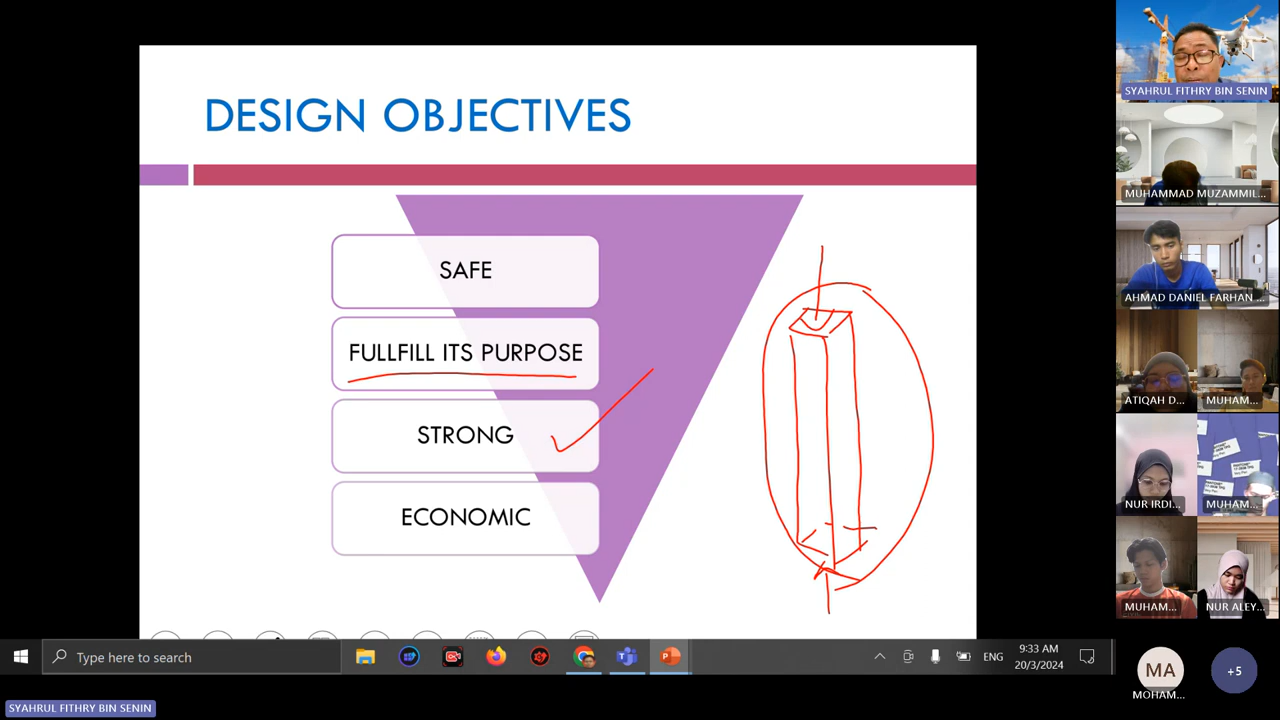 DESIGN OBJECTIVES
SAFE
FULLFILL ITS PURPOSE
STRONG
ECONOMIC
Type here to search
ENG
9:33 AM
20/3/2024
SYAHRUL FITHRY BIN SENIN
SYAHRUL FITHRY BIN SENIN
MUHAMMAD MUZAMMIL...
AHMAD DANIEL FARHAN ...
ATIQAH D...
MUHAM...
NUR IRDI...
MUHAM...
MUHAM...
NUR ALEY...
MA
MOHAM...
+5